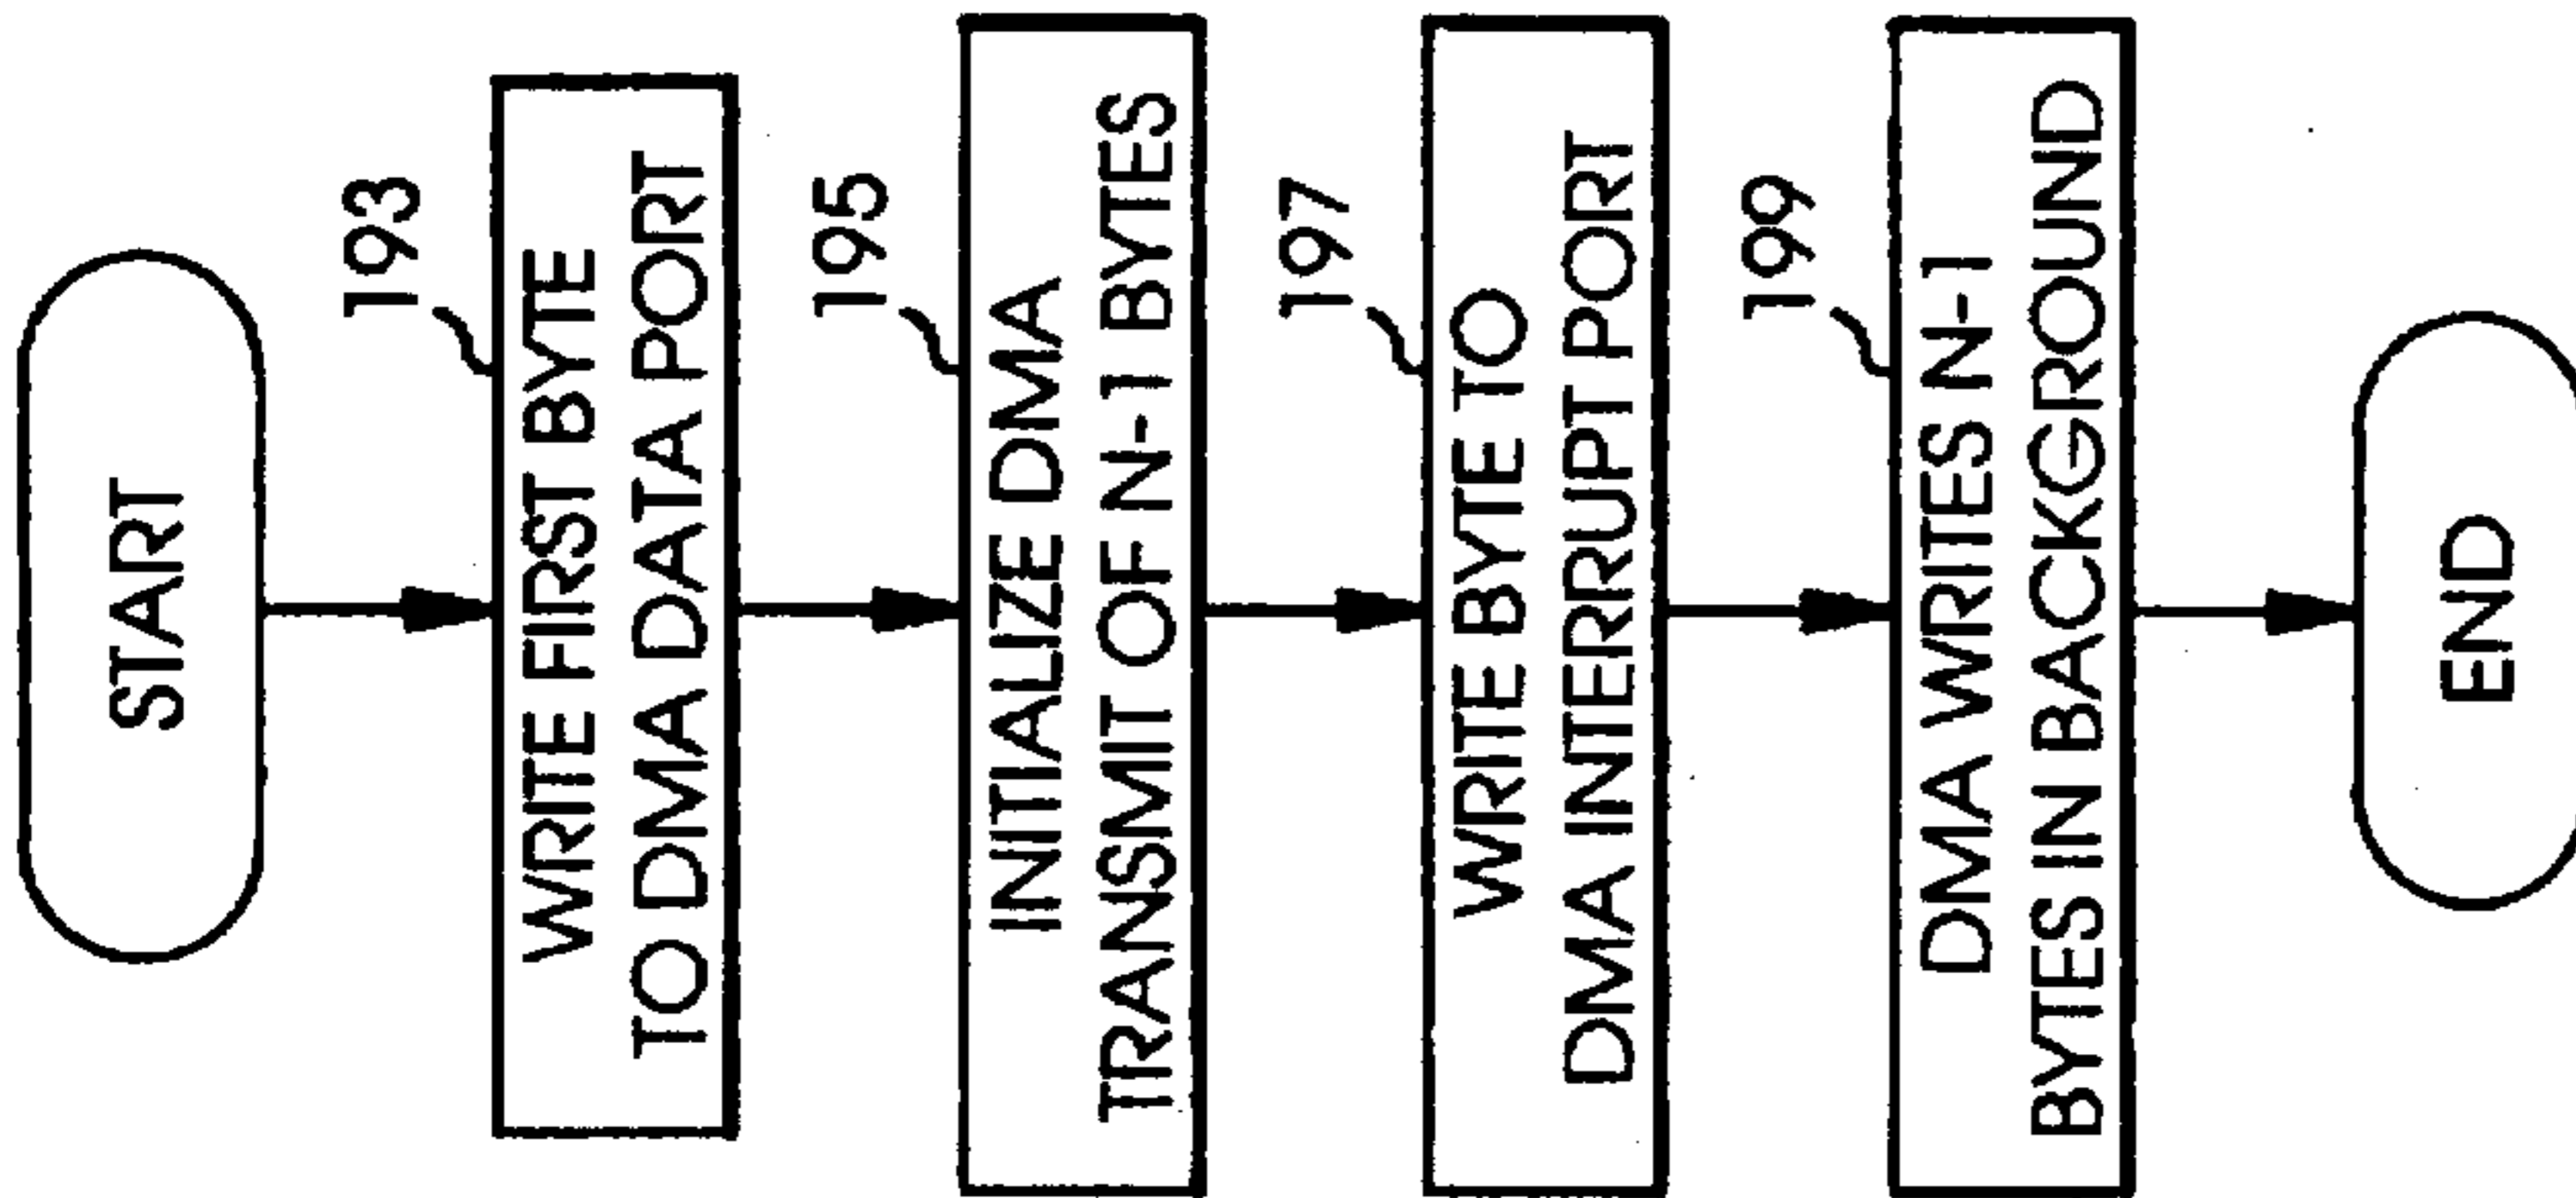 START
193
WRITE FIRST BYTE
TO DMA DATA PORT
195
INITIALIZE DMA
TRANSMIT OF N-1 BYTES
197
WRITE BYTE TO
DMA INTERRUPT PORT
199
DMA WRITES N-1
BYTES IN BACKGROUND
END